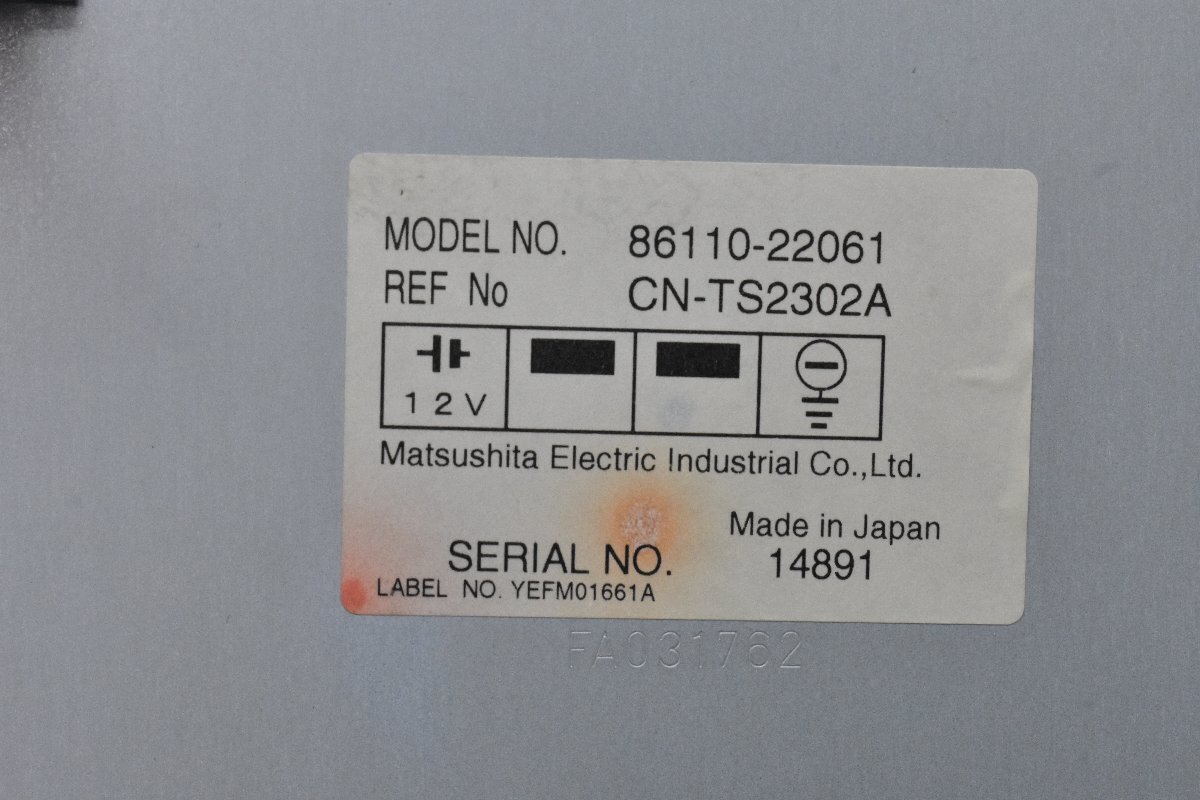 MODEL NO. 86110-22061
REF No CN-TS2302A
12V
Matsushita Electric Industrial Co.,Ltd.
Made in Japan
SERIAL NO. 14891
LABEL NO. YEFM01661A
FA031762